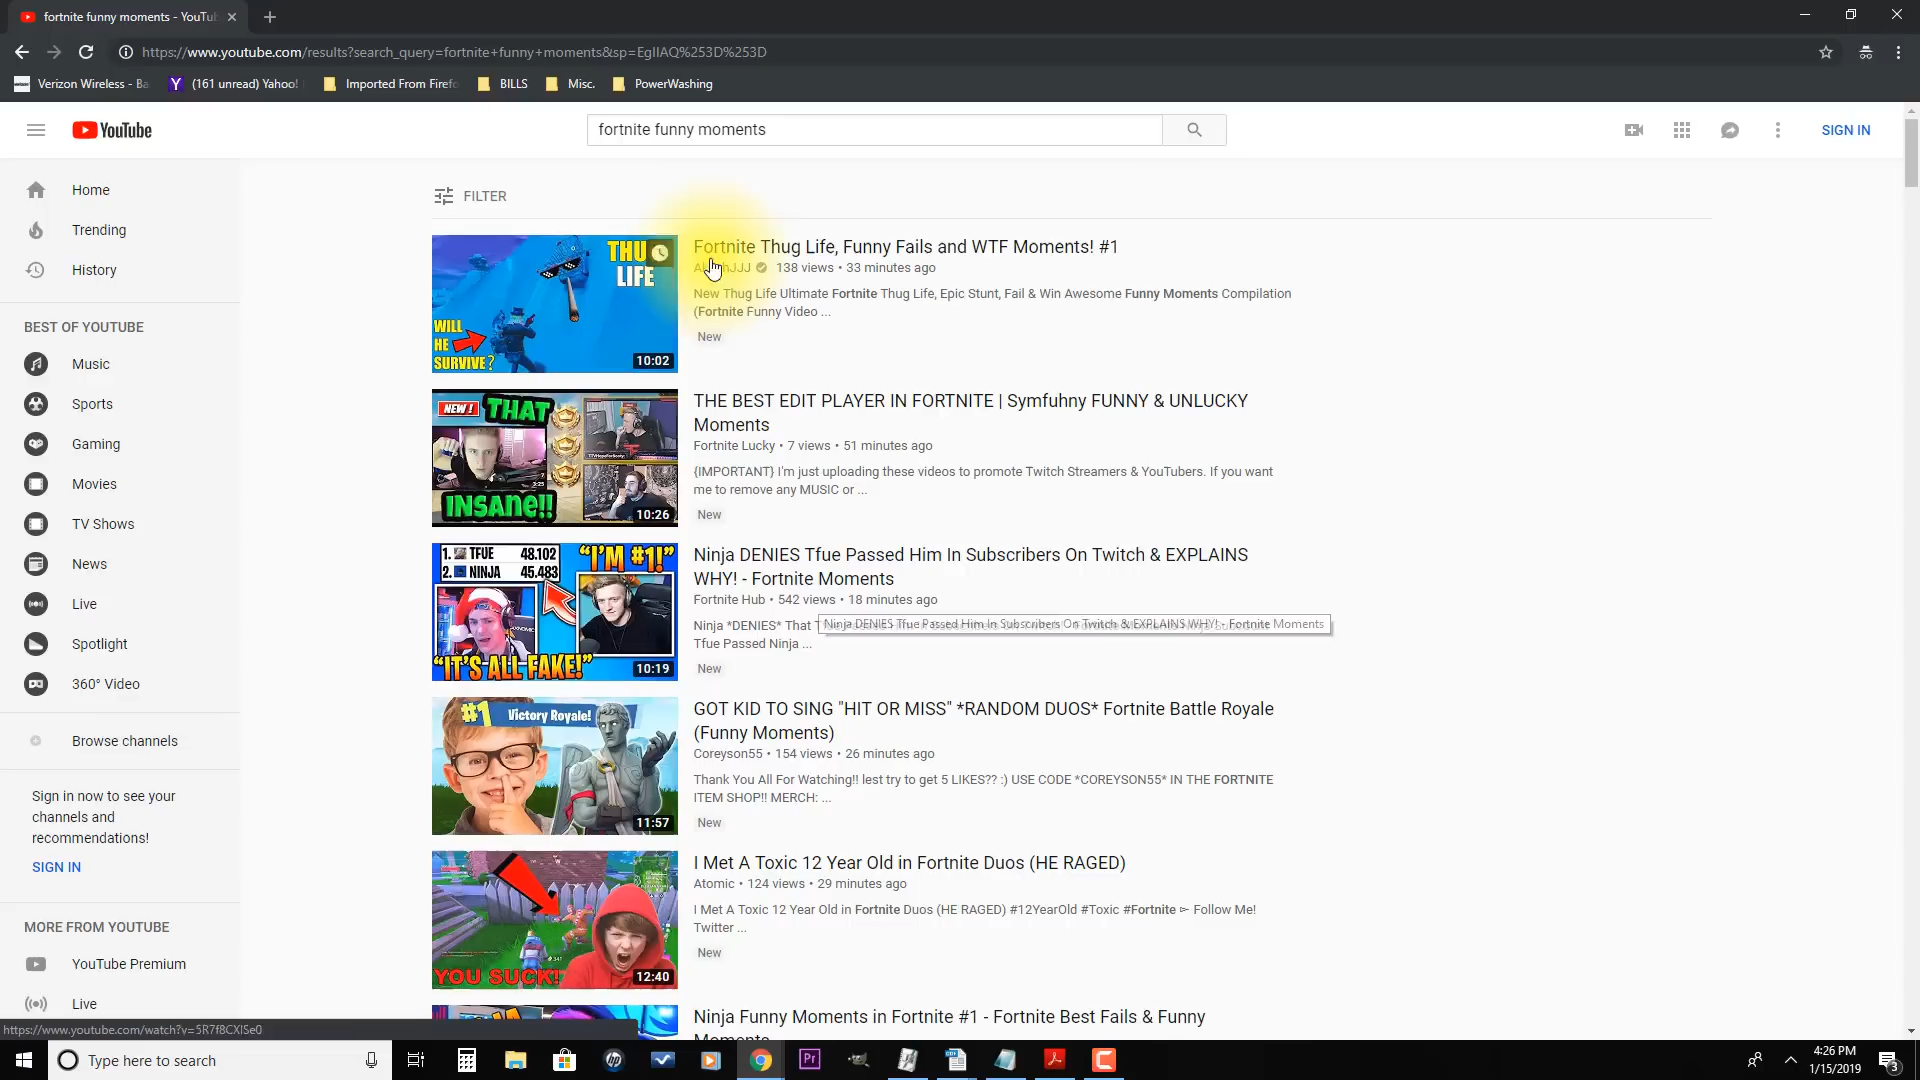 fortnite funny moments - YouTu
https://www.youtube.com/results?search_query=fortnite+funny+moments&sp=EgIIAQ%253D%253D
Verizon Wireless - Ba
Y (161 unread) Yahoo!
Imported From Firefo
BILLS
Misc.
PowerWashing
YouTube
fortnite funny moments
SIGN IN
Home
Trending
History
BEST OF YOUTUBE
Music
Sports
Gaming
Movies
TV Shows
News
Live
Spotlight
360° Video
Browse channels
Sign in now to see your
channels and
recommendations!
SIGN IN
MORE FROM YOUTUBE
YouTube Premium
Live
https://www.youtube.com/watch?v=5R7f8CXlSe0
FILTER
THU
LIFE
WILL
HE
SURVIVE?
10:02
Fortnite Thug Life, Funny Fails and WTF Moments! #1
138 views • 33 minutes ago
New Thug Life Ultimate Fortnite Thug Life, Epic Stunt, Fail & Win Awesome Funny Moments Compilation
(Fortnite Funny Video ...
New
NEW! THAT
INSANE!!
10:26
THE BEST EDIT PLAYER IN FORTNITE | Symfuhny FUNNY & UNLUCKY
Moments
Fortnite Lucky • 7 views • 51 minutes ago
{IMPORTANT} I'm just uploading these videos to promote Twitch Streamers & YouTubers. If you want
me to remove any MUSIC or ...
New
1. TFUE 48.102
2. NINJA 45.483
"I'M #1!"
"IT'S ALL FAKE!"
10:19
Ninja DENIES Tfue Passed Him In Subscribers On Twitch & EXPLAINS
WHY! - Fortnite Moments
Fortnite Hub • 542 views • 18 minutes ago
Ninja *DENIES* That T
Ninja DENIES Tfue Passed Him In Subscribers On Twitch & EXPLAINS WHY! - Fortnite Moments
Tfue Passed Ninja ...
New
#1 Victory Royale!
11:57
GOT KID TO SING "HIT OR MISS" *RANDOM DUOS* Fortnite Battle Royale
(Funny Moments)
Coreyson55 • 154 views • 26 minutes ago
Thank You All For Watching!! lest try to get 5 LIKES?? :) USE CODE *COREYSON55* IN THE FORTNITE
ITEM SHOP!! MERCH: ...
New
YOU SUCK!
12:40
I Met A Toxic 12 Year Old in Fortnite Duos (HE RAGED)
Atomic • 124 views • 29 minutes ago
I Met A Toxic 12 Year Old in Fortnite Duos (HE RAGED) #12YearOld #Toxic #Fortnite ⊳ Follow Me!
Twitter ...
New
Ninja Funny Moments in Fortnite #1 - Fortnite Best Fails & Funny
Moments
Type here to search
hp
Pr
4:26 PM
1/15/2019
3